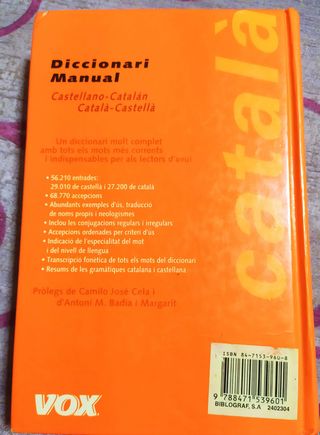 Diccionari
Manual
Castellano-Catalán
Català-Castellà
català
Un diccionari molt complet
amb tots els mots més corrents
i indispensables per als lectors d'avui
• 56.210 entrades:
29.010 de castellà i 27.200 de català
• 68.770 accepcions
• Abundants exemples d'ús, traducció
de noms propis i neologismes
• Inclou les conjugacions regulars i irregulars
• Accepcions ordenades per criteri d'ús
• Indicació de l'especialitat del mot
i del nivell de llengua
• Transcripció fonètica de tots els mots del diccionari
• Resums de les gramàtiques catalana i castellana
Pròlegs de Camilo José Cela i
d'Antoni M. Badia i Margarit
ISBN 84-7153-960-8
9 788471 539601
BIBLOGRAF, S.A 2402304
VOX